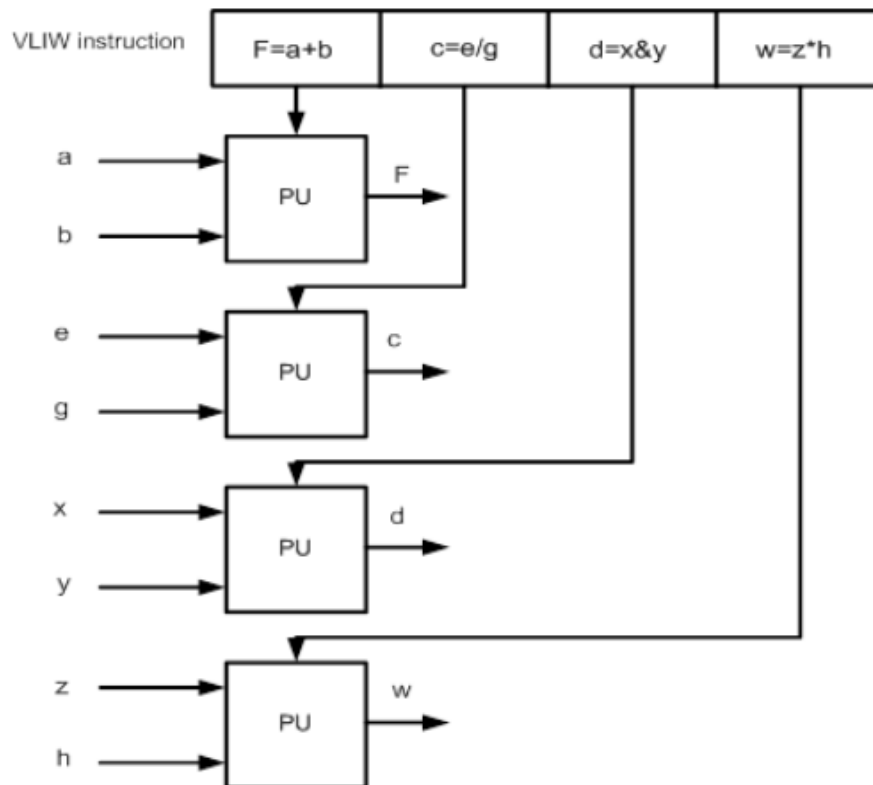 VLIW instruction
F=a+b
c=e/g
d=x&y
w=z*h
a
b
PU
F
e
g
PU
c
x
y
PU
d
z
h
PU
w